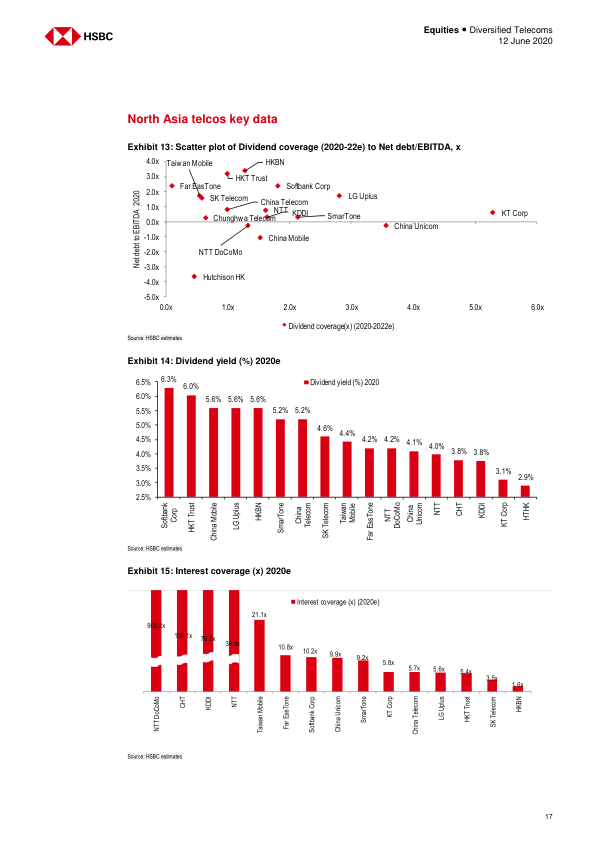 HSBC
Equities ● Diversified Telecoms
12 June 2020
North Asia telcos key data
Exhibit 13: Scatter plot of Dividend coverage (2020-22e) to Net debt/EBITDA, x
Net debt to EBITDA 2020
4.0x
3.0x
2.0x
1.0x
0.0x
-1.0x
-2.0x
-3.0x
-4.0x
-5.0x
Taiwan Mobile
HKBN
HKT Trust
Far EasTone
Softbank Corp
SK Telecom
LG Uplus
China Telecom
NTT
KDDI
KT Corp
Chunghwa Telecom
SmarTone
China Unicom
China Mobile
NTT DoCoMo
Hutchison HK
0.0x 1.0x 2.0x 3.0x 4.0x 5.0x 6.0x
Dividend coverage(x) (2020-2022e)
Source: HSBC estimates
Exhibit 14: Dividend yield (%) 2020e
Dividend yield (%) 2020
6.5%
6.0%
5.5%
5.0%
4.5%
4.0%
3.5%
3.0%
2.5%
6.3% 6.0% 5.6% 5.6% 5.6% 5.2% 5.2% 4.6% 4.4% 4.2% 4.2% 4.1% 4.0% 3.8% 3.8% 3.1% 2.9%
Softbank Corp
HKT Trust
China Mobile
LG Uplus
HKBN
SmarTone
China Telecom
SK Telecom
Taiwan Mobile
Far EasTone
NTT DoCoMo
China Unicom
NTT
CHT
KDDI
KT Corp
HTHK
Source: HSBC estimates
Exhibit 15: Interest coverage (x) 2020e
Interest coverage (x) (2020e)
21.1x 10.8x 10.2x 9.9x 9.2x 5.8x 5.7x 5.6x 5.4x 3.5x 1.6x
NTT DoCoMo
CHT
KDDI
NTT
Taiwan Mobile
Far EasTone
Softbank Corp
China Unicom
SmarTone
KT Corp
China Telecom
LG Uplus
HKT Trust
SK Telecom
HKBN
Source: HSBC estimates
17